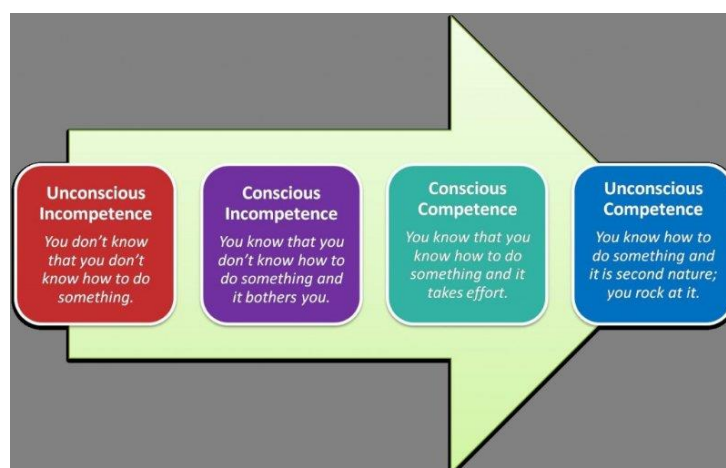 Unconscious
Incompetence
You don't know
that you don't
know how to do
something.
Conscious
Incompetence
You know that you
don't know how to
do something and
it bothers you.
Conscious
Competence
You know that you
know how to do
something and it
takes effort.
Unconscious
Competence
You know how to
do something and
it is second nature;
you rock at it.